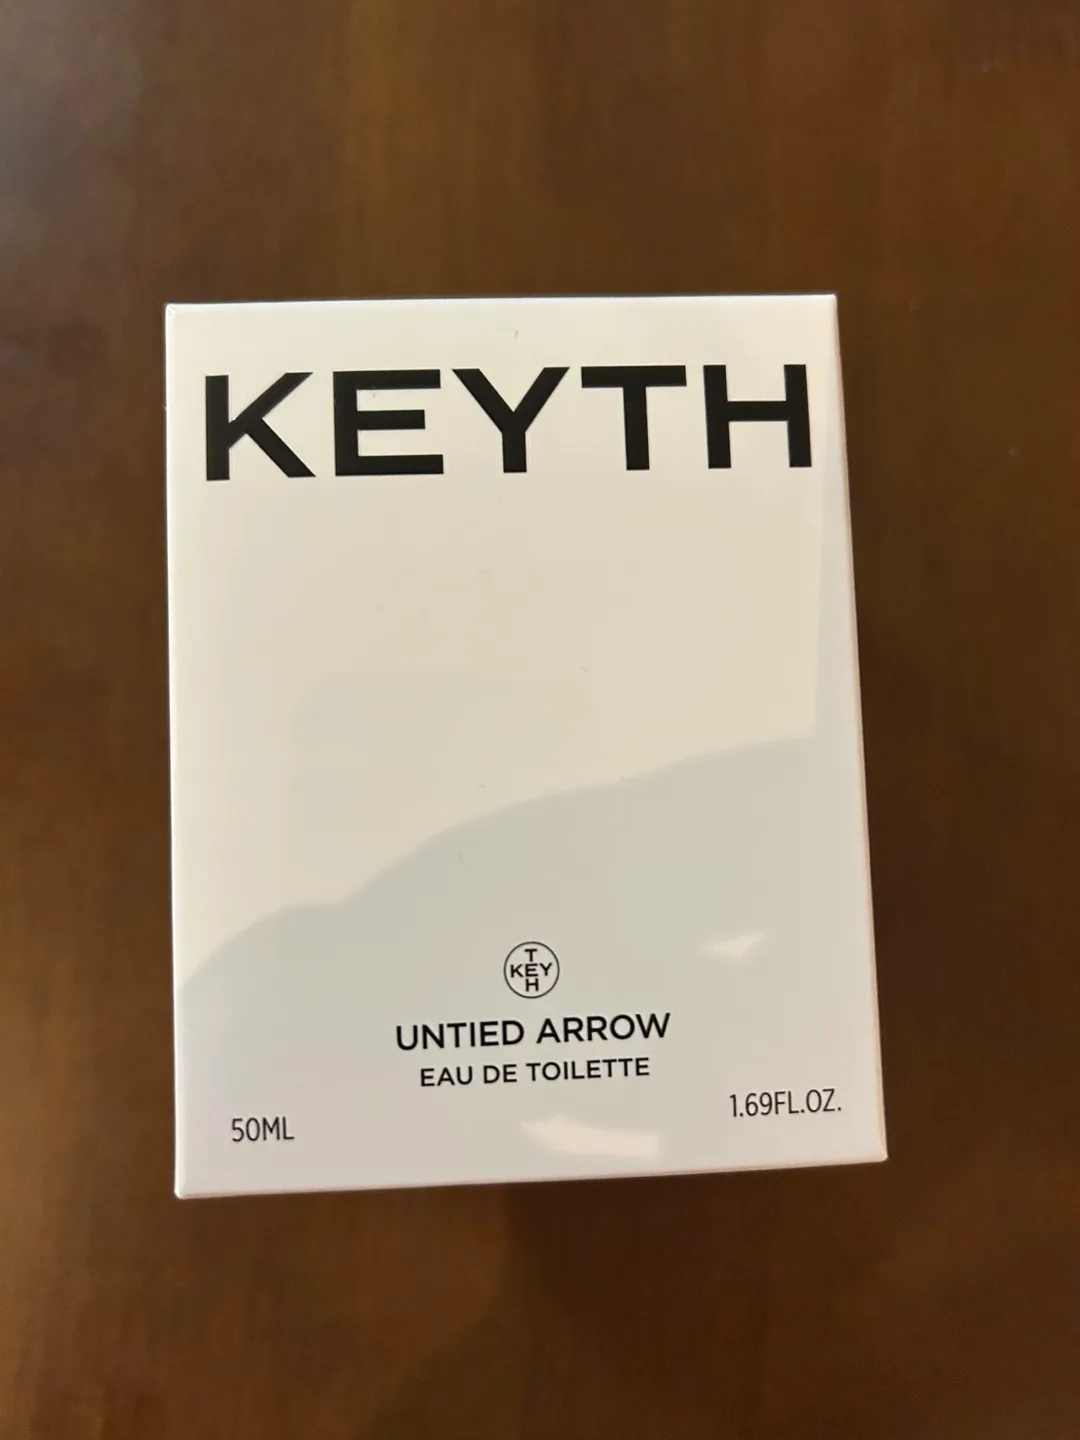 KEYTH
T
KEY
H
UNTIED ARROW
EAU DE TOILETTE
50ML
1.69FL.OZ.